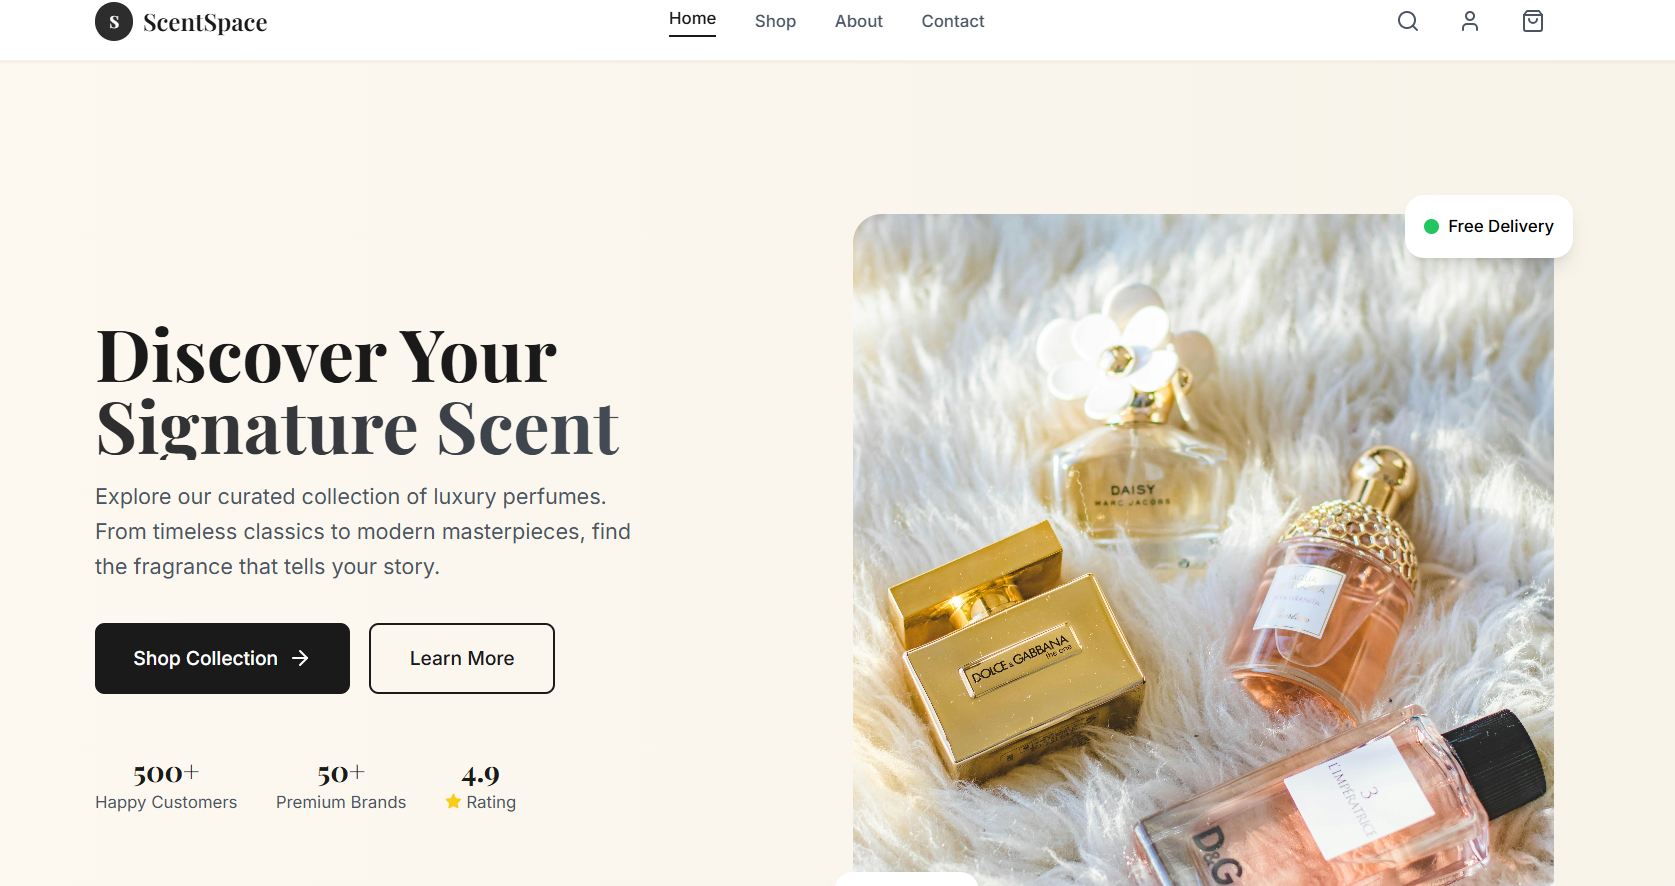 S ScentSpace
Home Shop About Contact
Free Delivery
Discover Your
Signature Scent
Explore our curated collection of luxury perfumes.
From timeless classics to modern masterpieces, find
the fragrance that tells your story.
Shop Collection →
Learn More
500+ 50+ 4.9
Happy Customers Premium Brands ⭐ Rating
DAISY
MARC JACOBS
DOLCE & GABBANA
the one
3
L'IMPÉRATRICE
D&G